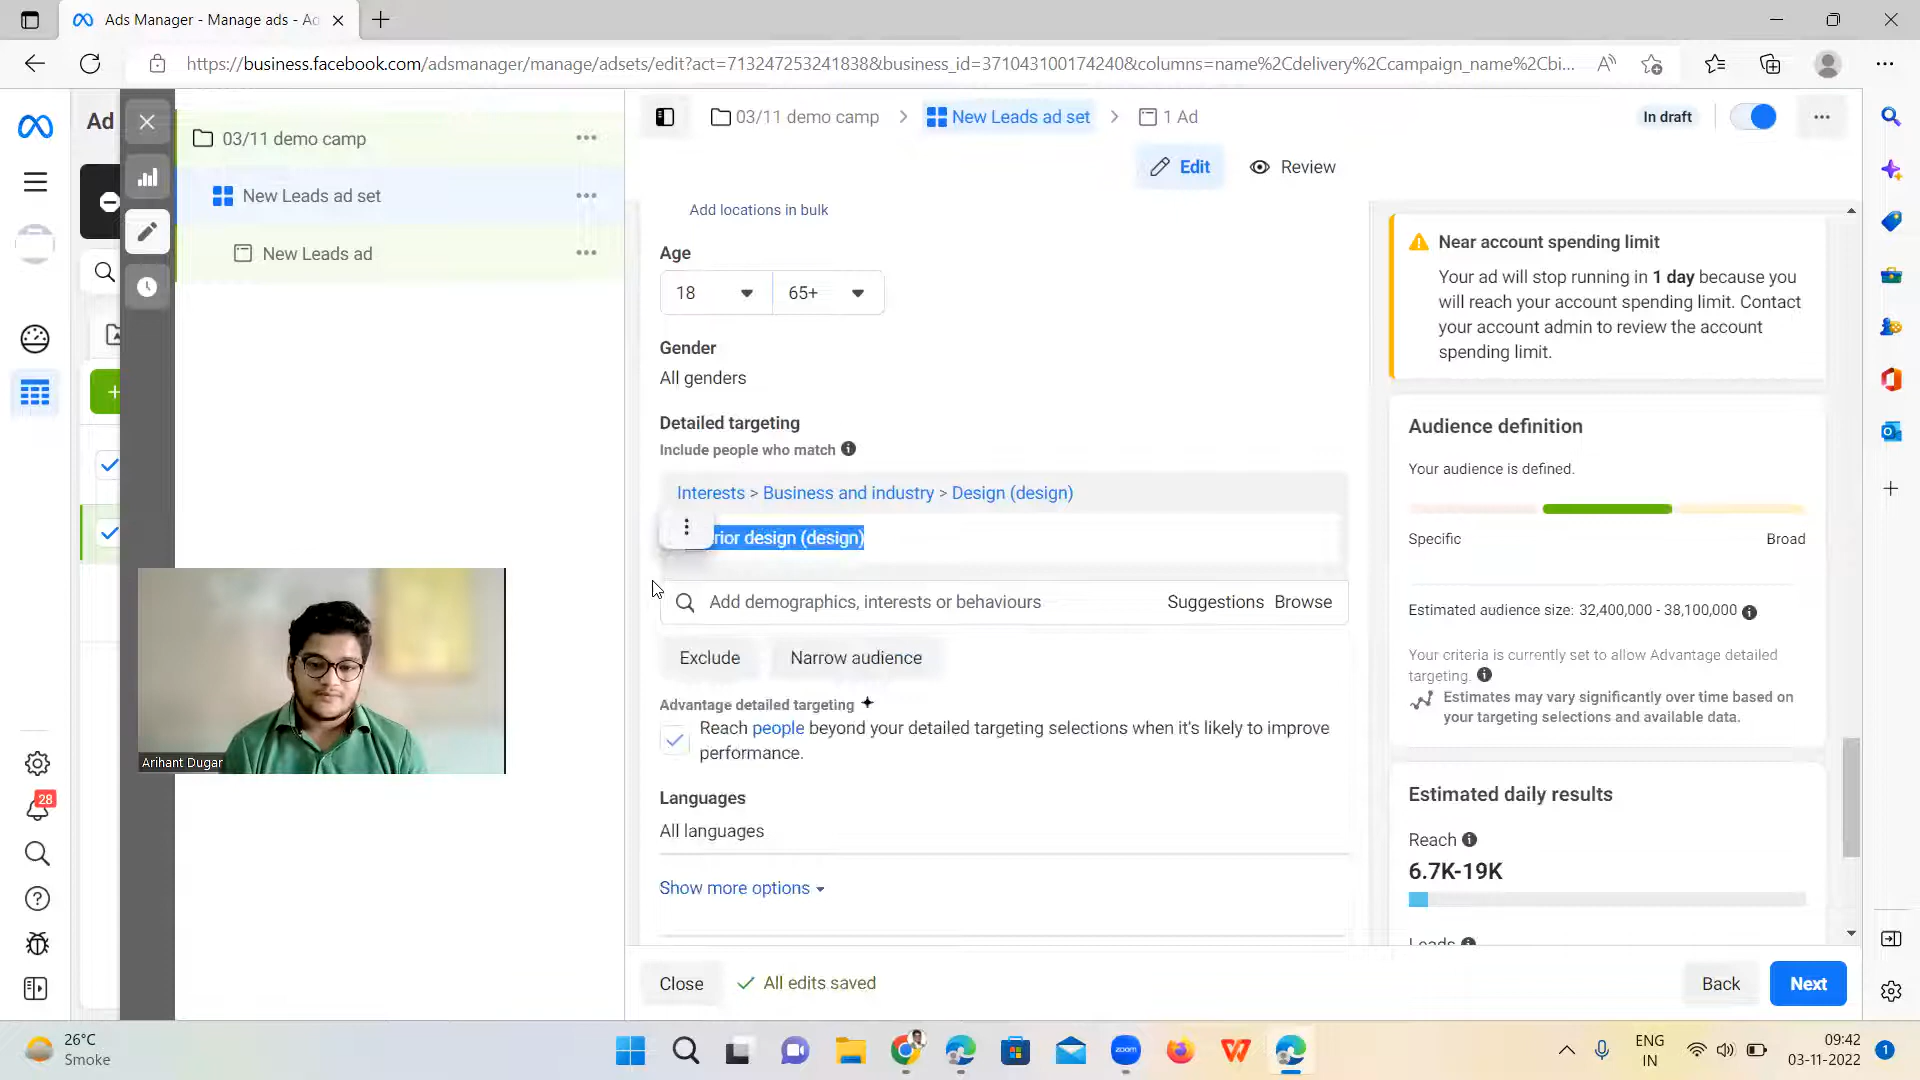 Ads Manager - Manage ads - Ac
https://business.facebook.com/adsmanager/manage/adsets/edit?act=713247253241838&business_id=371043100174240&columns=name%2Cdelivery%2Ccampaign_name%2Cbi...
Ad
03/11 demo camp
New Leads ad set
New Leads ad
03/11 demo camp > New Leads ad set > 1 Ad
In draft
Edit
Review
Add locations in bulk
Age
18
65+
Gender
All genders
Detailed targeting
Include people who match
Interests > Business and industry > Design (design)
rior design (design)
Add demographics, interests or behaviours
Suggestions
Browse
Exclude
Narrow audience
Advantage detailed targeting
Reach people beyond your detailed targeting selections when it's likely to improve
performance.
Languages
All languages
Show more options
Close
All edits saved
Back
Next
Near account spending limit
Your ad will stop running in 1 day because you
will reach your account spending limit. Contact
your account admin to review the account
spending limit.
Audience definition
Your audience is defined.
Specific
Broad
Estimated audience size: 32,400,000 - 38,100,000
Your criteria is currently set to allow Advantage detailed
targeting.
Estimates may vary significantly over time based on
your targeting selections and available data.
Estimated daily results
Reach
6.7K-19K
Leads
Arihant Dugar
28
26°C
Smoke
zoom
ENG
IN
09:42
03-11-2022
1